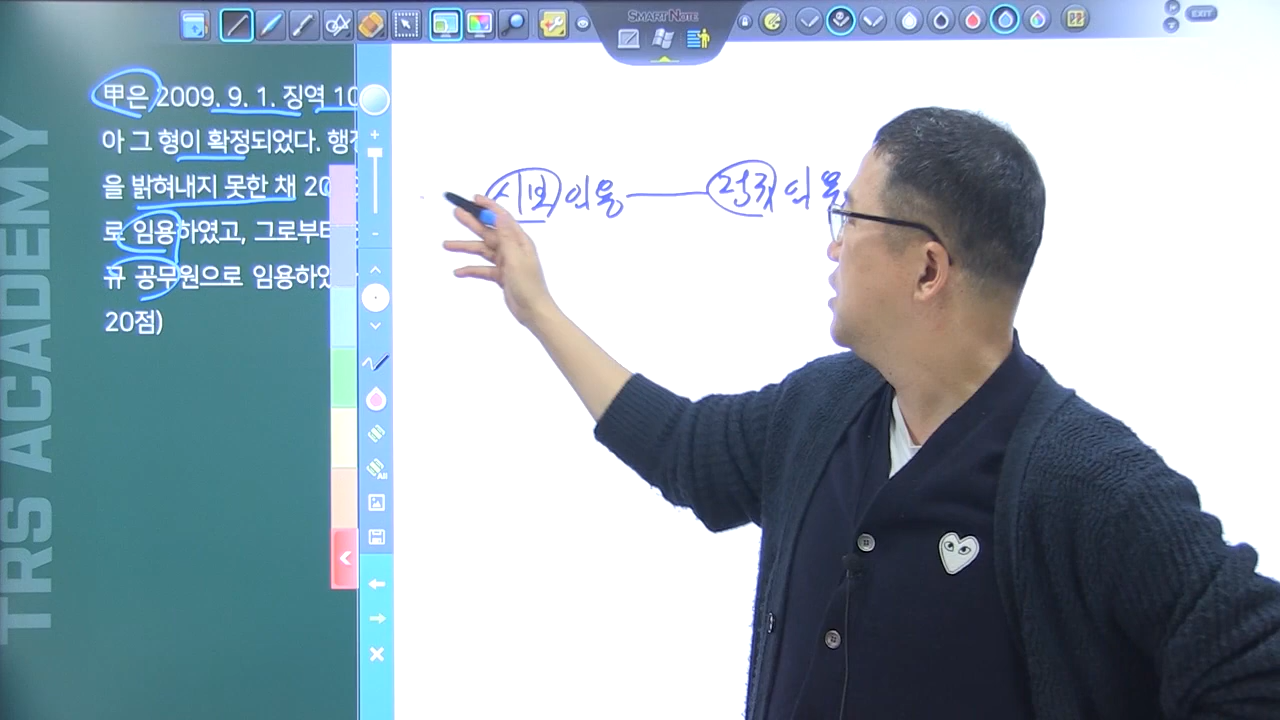 SMARTNOTE
EXIT
甲은 2009. 9. 1. 징역 10
아 그 형이 확정되었다. 행정
을 밝혀내지 못한 채 20
로 임용하였고, 그로부터
규 공무원으로 임용하였
20점)
시보 임용 정규 임용
All
TRS ACADEMY